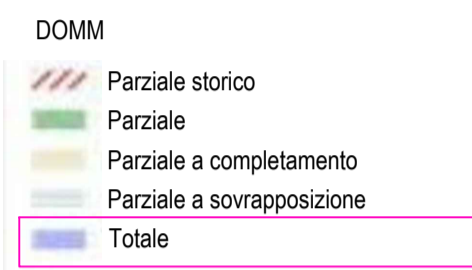 DOMM
Parziale storico
Parziale
Parziale a completamento
Parziale a sovrapposizione
Totale